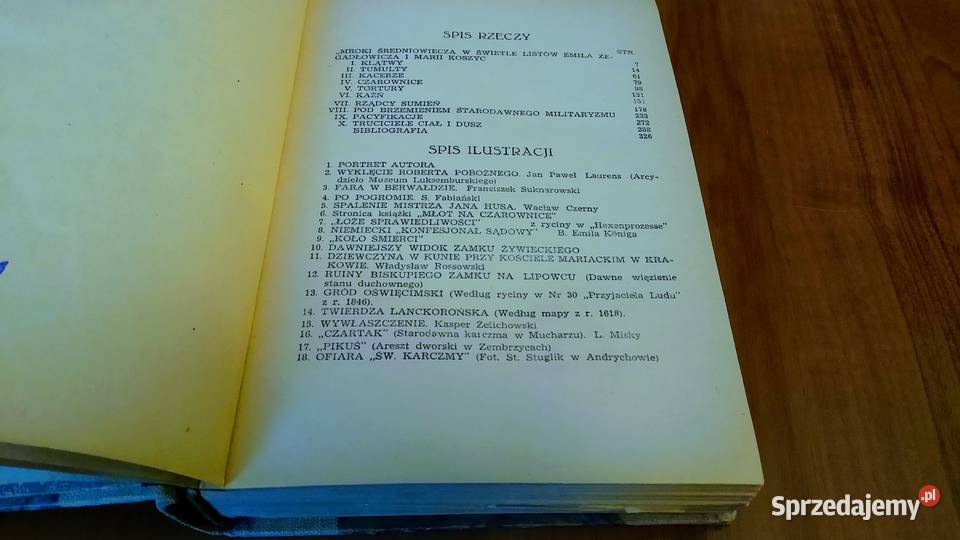 SPIS RZECZY
STR.
„MROKI ŚREDNIOWIECZA W ŚWIETLE LISTÓW EMILA ZE-
GADŁOWICZA I MARII KOSZYC 7
I. KLĄTWY 14
II. TUMULTY 61
III. KACERZE 79
IV. CZAROWNICE 98
V. TORTURY 131
VI. KAŹŃ 151
VII. RZĄDCY SUMIEŃ 178
VIII. POD BRZEMIENIEM STARODAWNEGO MILITARYZMU 233
IX. PACYFIKACJE 272
X. TRUCICIELE CIAŁ I DUSZ 288
BIBLIOGRAFIA 326
SPIS ILUSTRACJI
1. PORTRET AUTORA
2. WYKLĘCIE ROBERTA POBOŻNEGO. Jan Paweł Laurens (Arcy-
dzieło Muzeum Luksemburskiego)
3. FARA W BERWAŁDZIE. Franciszek Suknarowski
4. PO POGROMIE. S. Fabiański
5. SPALENIE MISTRZA JANA HUSA. Wacław Czerny
6. Stronica książki „MŁOT NA CZAROWNICE"
7. „ŁOŻE SPRAWIEDLIWOŚCI" z ryciny w „Hexenprozesse"
8. NIEMIECKI „KONFESJONAŁ SĄDOWY" B. Emila Königa
9. „KOŁO ŚMIERCI"
10. DAWNIEJSZY WIDOK ZAMKU ŻYWIECKIEGO
11. DZIEWCZYNA W KUNIE PRZY KOŚCIELE MARIACKIM W KRA-
KOWIE. Władysław Rossowski
12. RUINY BISKUPIEGO ZAMKU NA LIPOWCU (Dawne więzienie
stanu duchownego)
13. GRÓD OŚWIĘCIMSKI (Według ryciny w Nr 30 „Przyjaciela Ludu"
z r. 1846).
14. TWIERDZA LANCKOROŃSKA (Według mapy z r. 1618).
15. WYWŁASZCZENIE. Kasper Żelichowski
16. „CZARTAK" (Starodawna karczma w Mucharzu). L. Misky
17. „PIKUŚ" (Areszt dworski w Zembrzycach)
18. OFIARA „ŚW. KARCZMY" (Fot. St. Stuglik w Andrychowie)
Sprzedajemy.pl